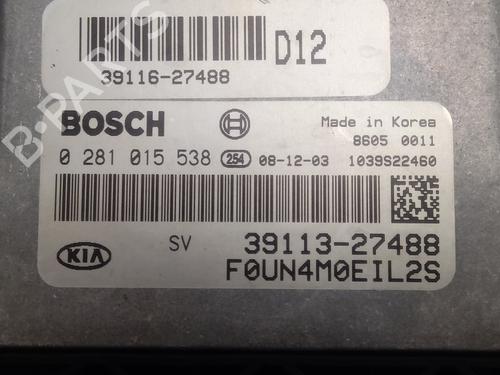 D12
39116-27488
BOSCH
Made in Korea
8605 0011
0 281 015 538 254 08-12-03 1039S22460
KIA
SV
39113-27488
F0UN4M0EIL2S
B-PARTS